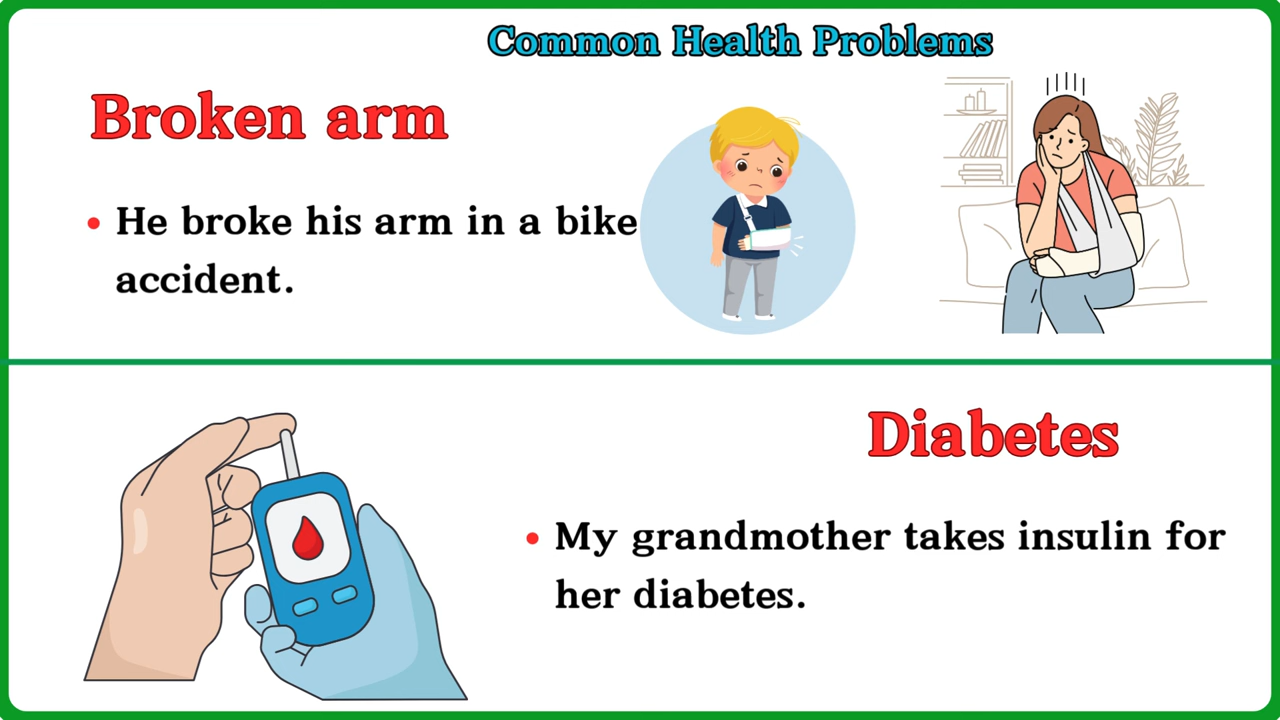 Common Health Problems
Broken arm
• He broke his arm in a bike
accident.
Diabetes
• My grandmother takes insulin for
her diabetes.